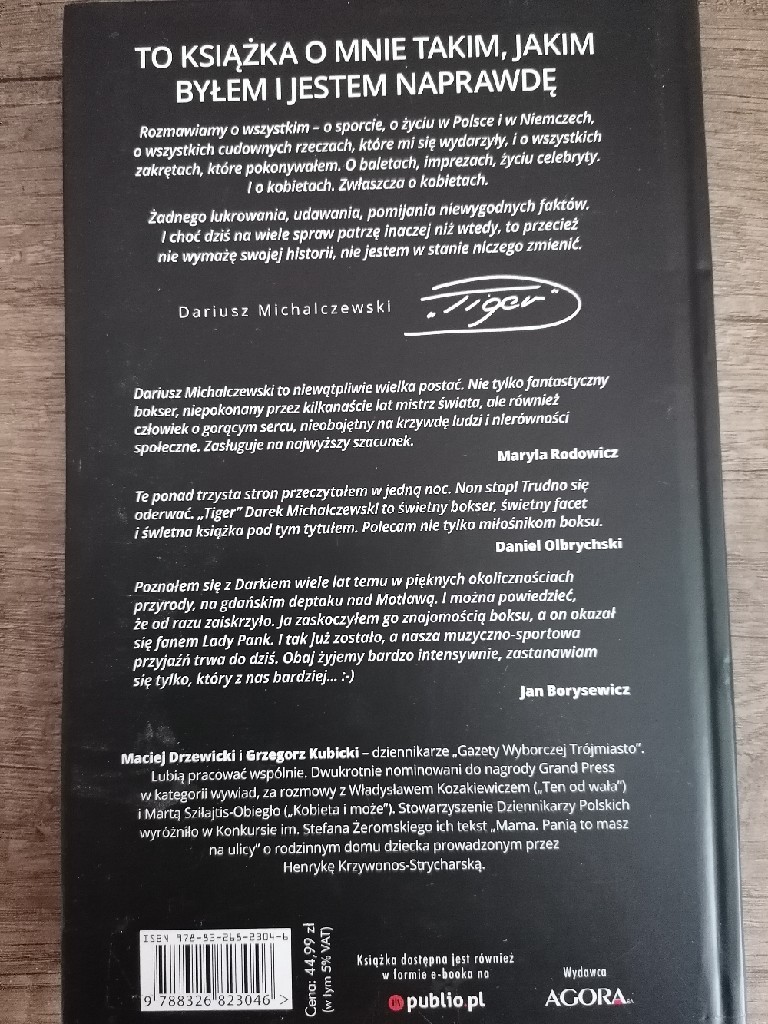 TO KSIĄŻKA O MNIE TAKIM, JAKIM
BYŁEM I JESTEM NAPRAWDĘ
Rozmawiamy o wszystkim – o sporcie, o życiu w Polsce i w Niemczech,
o wszystkich cudownych rzeczach, które mi się wydarzyły, i o wszystkich
zakrętach, które pokonywałem. O baletach, imprezach, życiu celebryty.
I o kobietach. Zwłaszcza o kobietach.
Żadnego lukrowania, udawania, pomijania niewygodnych faktów.
I choć dziś na wiele spraw patrzę inaczej niż wtedy, to przecież
nie wymażę swojej historii, nie jestem w stanie niczego zmienić.
Dariusz Michalczewski „Tiger”
Dariusz Michalczewski to niewątpliwie wielka postać. Nie tylko fantastyczny
bokser, niepokonany przez kilkanaście lat mistrz świata, ale również
człowiek o gorącym sercu, nieobojętny na krzywdę ludzi i nierówności
społeczne. Zasługuje na najwyższy szacunek.
Maryla Rodowicz
Te ponad trzysta stron przeczytałem w jedną noc. Non stop! Trudno się
oderwać. „Tiger” Darek Michalczewski to świetny bokser, świetny facet
i świetna książka pod tym tytułem. Polecam nie tylko miłośnikom boksu.
Daniel Olbrychski
Poznałem się z Darkiem wiele lat temu w pięknych okolicznościach
przyrody, na gdańskim deptaku nad Motławą. I można powiedzieć,
że od razu zaiskrzyło. Ja zaskoczyłem go znajomością boksu, a on okazał
się fanem Lady Pank. I tak już zostało, a nasza muzyczno-sportowa
przyjaźń trwa do dziś. Obaj żyjemy bardzo intensywnie, zastanawiam
się tylko, który z nas bardziej... :-)
Jan Borysewicz
Maciej Drzewicki i Grzegorz Kubicki – dziennikarze „Gazety Wyborczej Trójmiasto”.
Lubią pracować wspólnie. Dwukrotnie nominowani do nagrody Grand Press
w kategorii wywiad, za rozmowy z Władysławem Kozakiewiczem („Ten od wała”)
i Martą Sziłajtis-Obiegło („Kobieta i może”). Stowarzyszenie Dziennikarzy Polskich
wyróżniło w Konkursie im. Stefana Żeromskiego ich tekst „Mama. Panią to masz
na ulicy” o rodzinnym domu dziecka prowadzonym przez
Henrykę Krzywonos-Strycharską.
ISBN 978-83-268-2304-6
9 788326 823046 >
Cena: 44,99 zł
(w tym 5% VAT)
Książka dostępna jest również
w formie e-booka na
publio.pl
Wydawca
AGORA SA